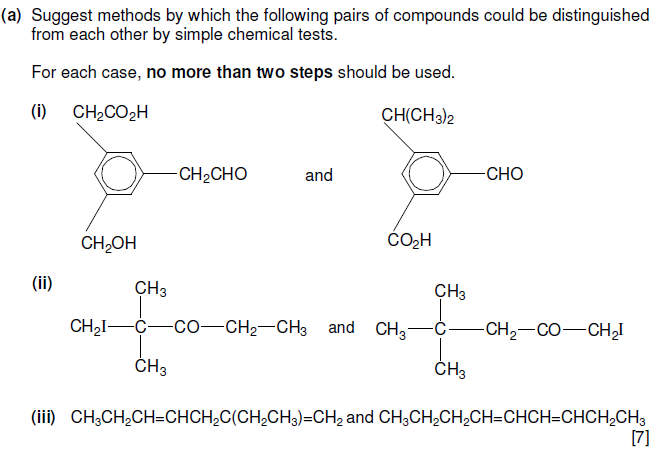 (a) Suggest methods by which the following pairs of compounds could be distinguished
from each other by simple chemical tests.
For each case, no more than two steps should be used.
(i) CH₂CO₂H
CH(CH₃)₂
CH₂CHO and CHO
CH₂OH CO₂H
(ii) CH₃ CH₃
CH₂I—C—CO—CH₂—CH₃ and CH₃—C—CH₂—CO—CH₂I
CH₃ CH₃
(iii) CH₃CH₂CH=CHCH₂C(CH₂CH₃)=CH₂ and CH₃CH₂CH₂CH=CHCH=CHCH₂CH₃
[7]